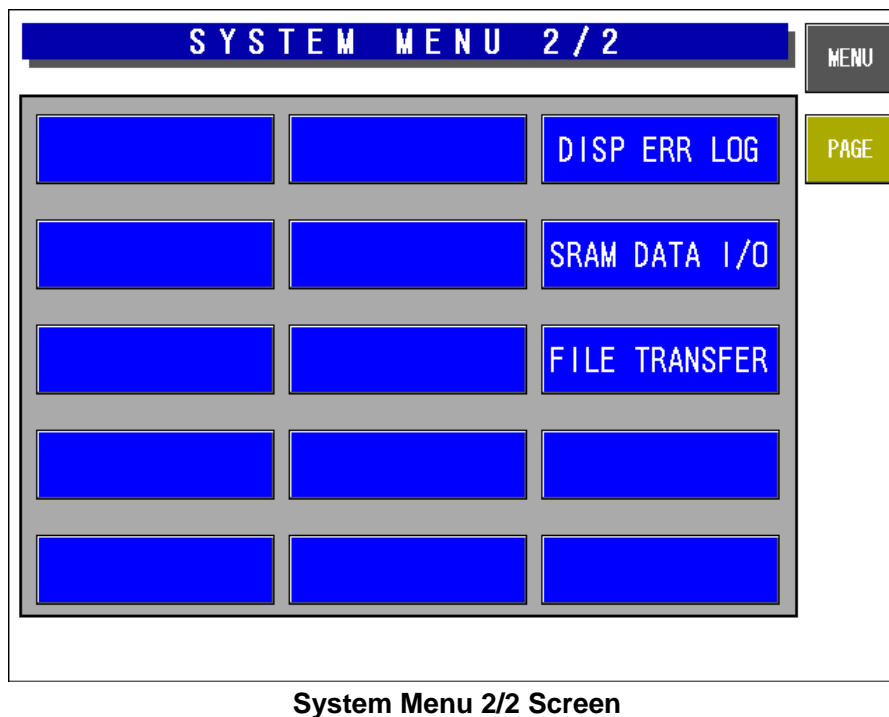 SYSTEM MENU 2/2
MENU
DISP ERR LOG
PAGE
SRAM DATA I/O
FILE TRANSFER
System Menu 2/2 Screen